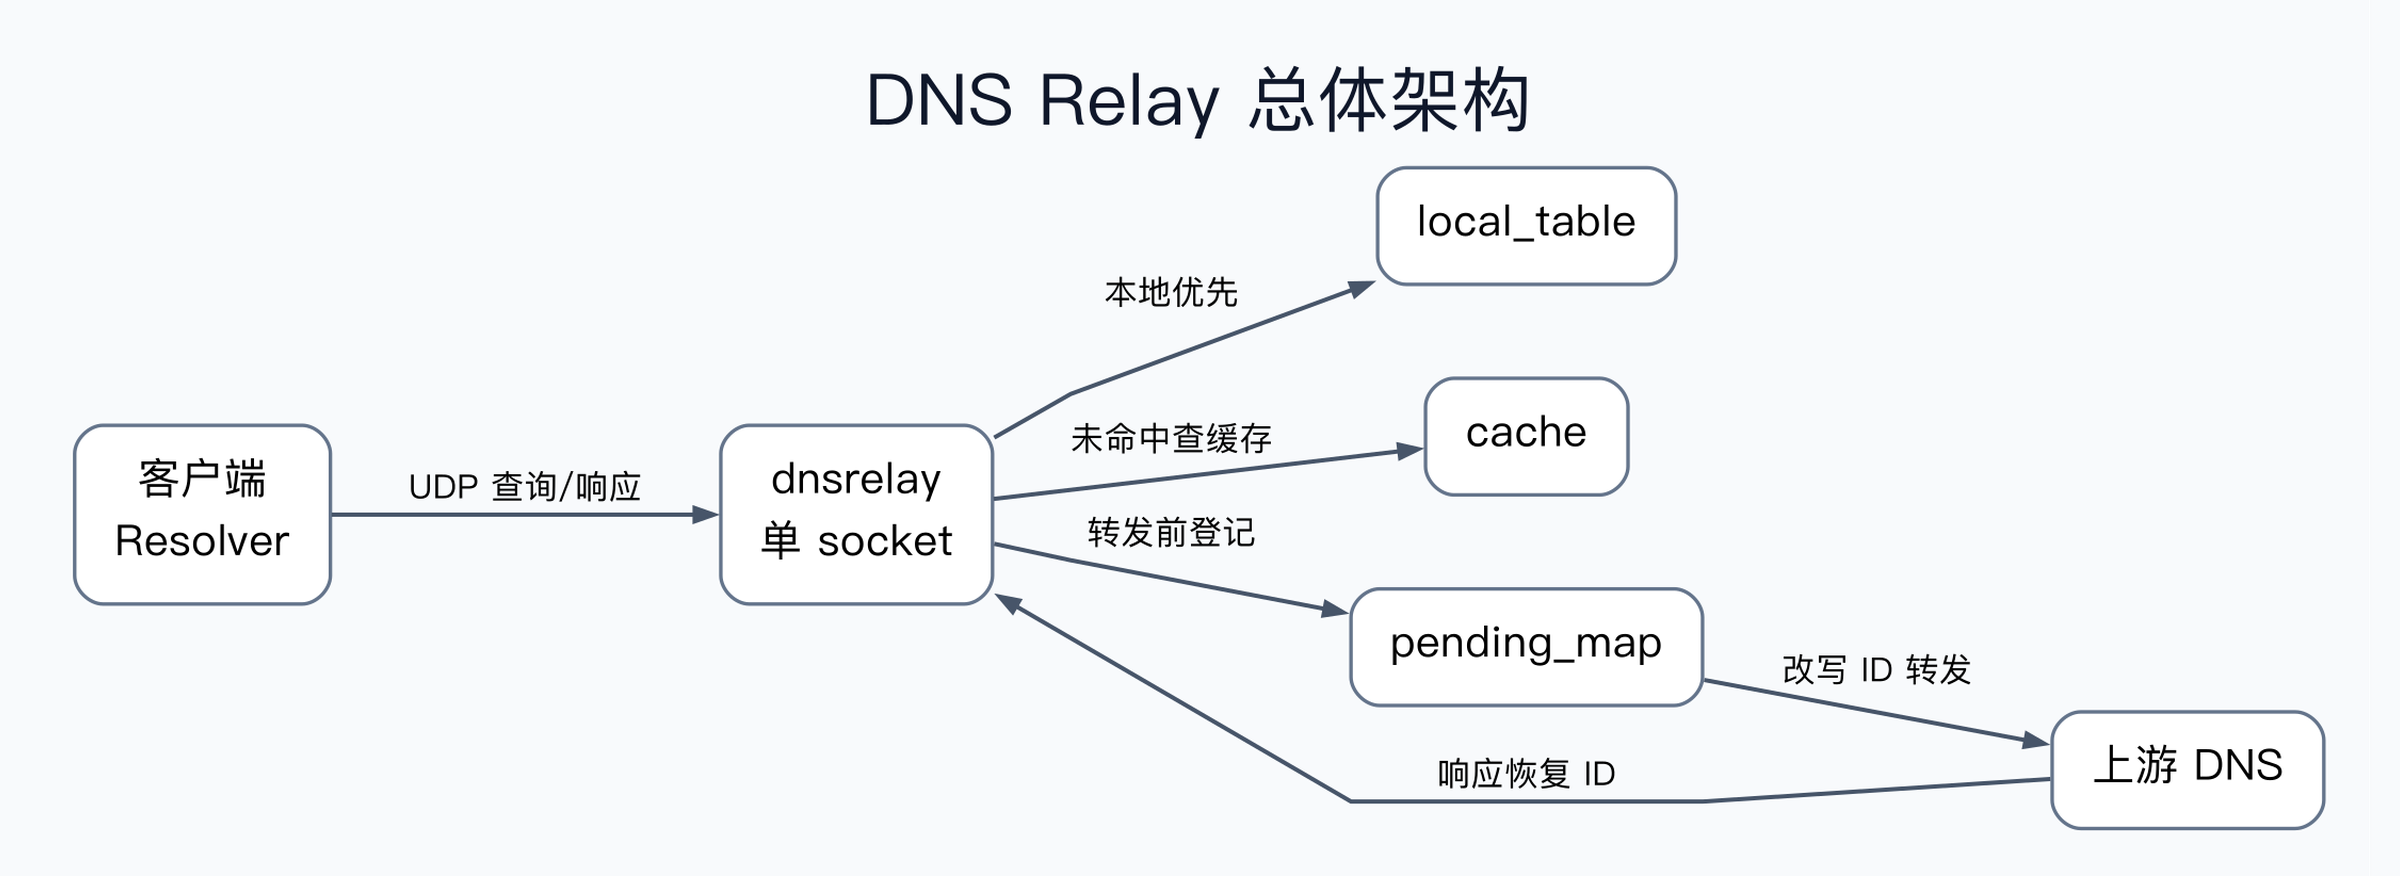 DNS Relay 总体架构
local_table
本地优先
cache
未命中查缓存
客户端
Resolver
UDP 查询/响应
dnsrelay
单 socket
转发前登记
pending_map
改写 ID 转发
上游 DNS
响应恢复 ID